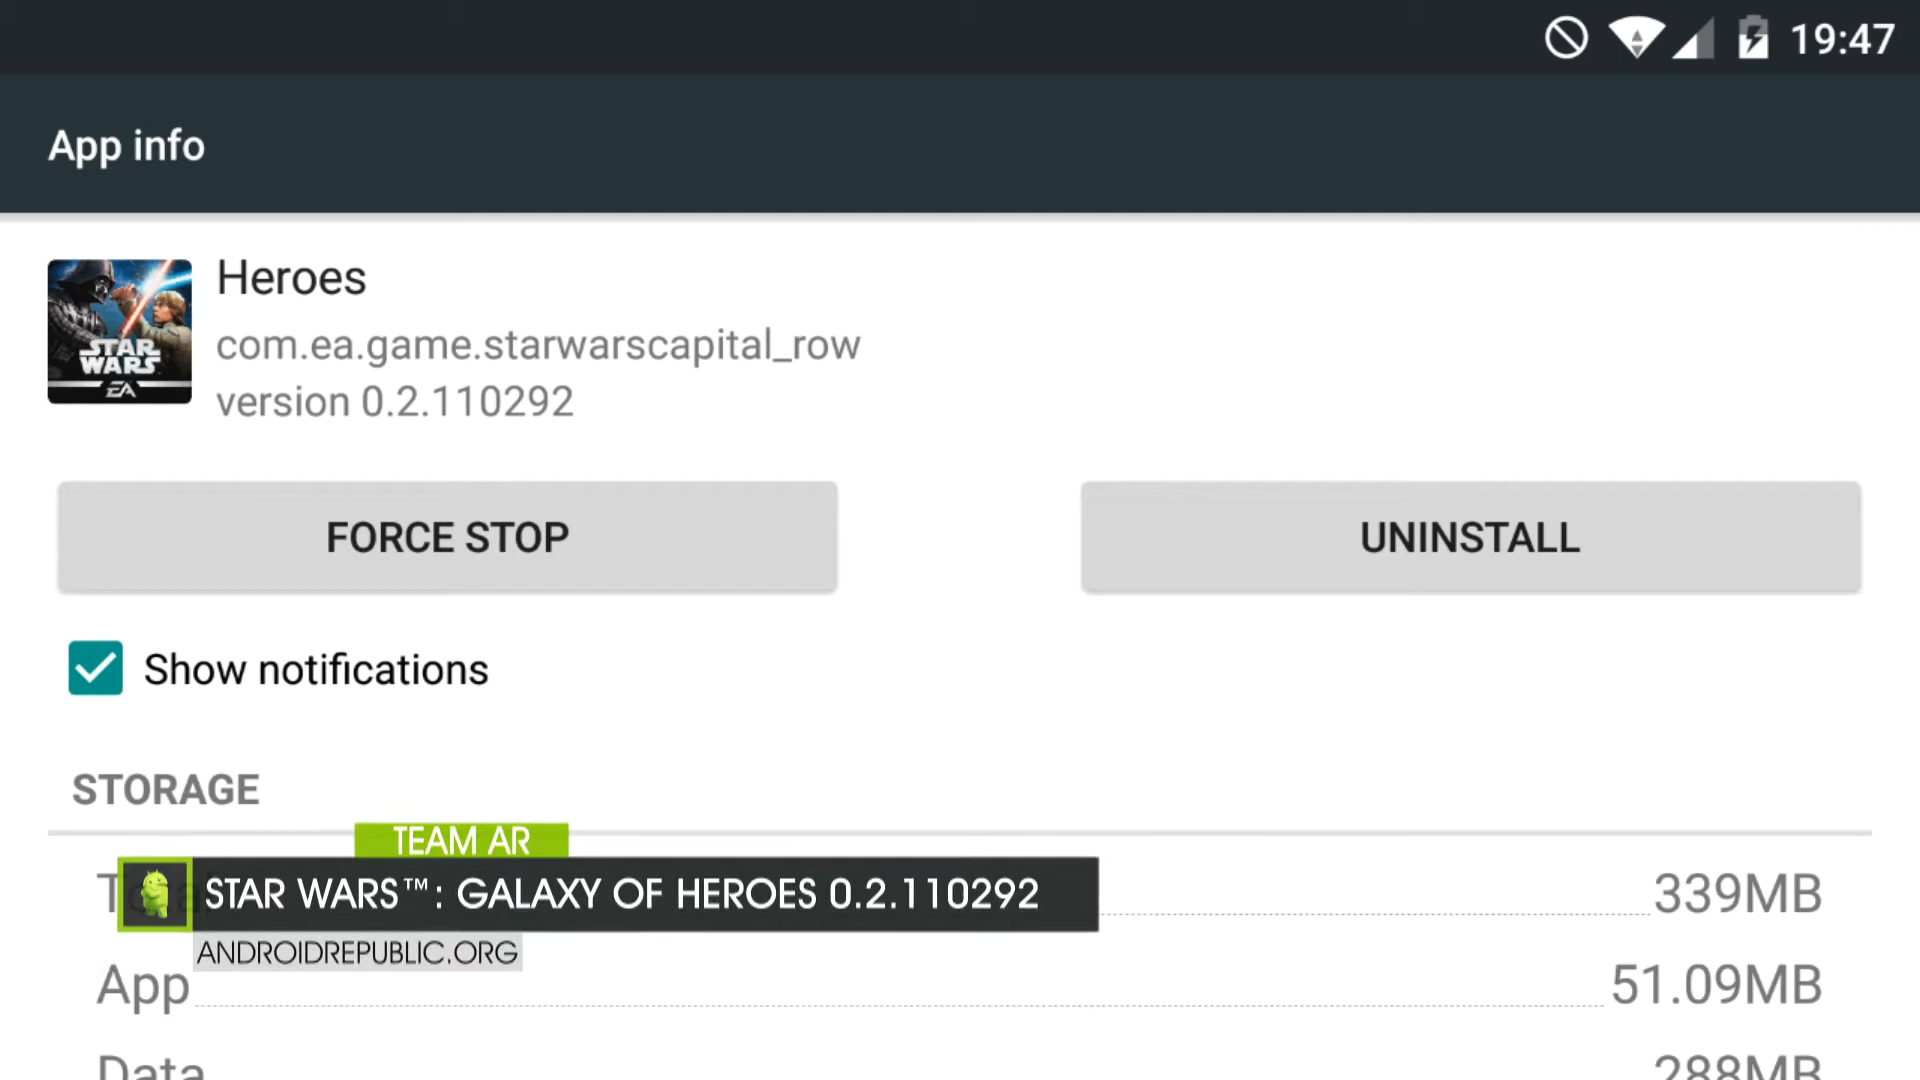 19:47
App info
STAR WARS
EA
Heroes
com.ea.game.starwarscapital_row
version 0.2.110292
FORCE STOP
UNINSTALL
Show notifications
STORAGE
TEAM AR
STAR WARS™: GALAXY OF HEROES 0.2.110292
339MB
ANDROIDREPUBLIC.ORG
App 51.09MB
Data 288MB